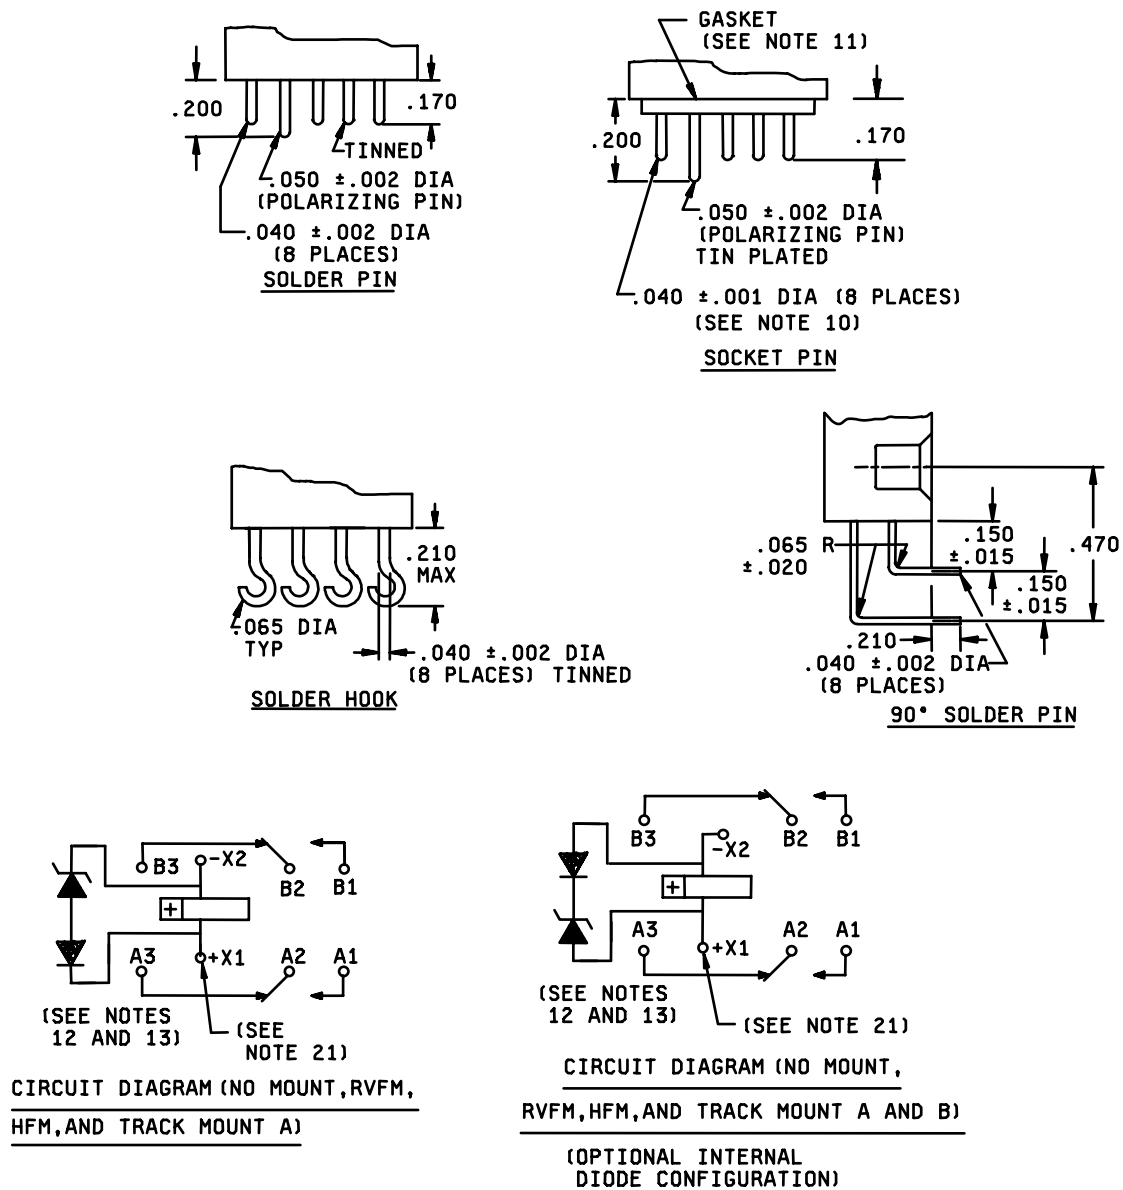 .200
.170
TINNED
.050 ±.002 DIA
(POLARIZING PIN)
.040 ±.002 DIA
(8 PLACES)
SOLDER PIN
GASKET
(SEE NOTE 11)
.200
.170
.050 ±.002 DIA
(POLARIZING PIN)
TIN PLATED
.040 ±.001 DIA (8 PLACES)
(SEE NOTE 10)
SOCKET PIN
.210
MAX
.065 DIA
TYP
.040 ±.002 DIA
(8 PLACES) TINNED
SOLDER HOOK
.065 R
±.020
.150
±.015
.470
.150
±.015
.210
.040 ±.002 DIA
(8 PLACES)
90° SOLDER PIN
B3
-X2
B2
B1
+
A3
+X1
A2
A1
(SEE NOTES
12 AND 13)
(SEE
NOTE 21)
CIRCUIT DIAGRAM (NO MOUNT,RVFM,
HFM,AND TRACK MOUNT A)
B3
-X2
B2
B1
+
A3
+X1
A2
A1
(SEE NOTES
12 AND 13)
(SEE NOTE 21)
CIRCUIT DIAGRAM (NO MOUNT,
RVFM,HFM,AND TRACK MOUNT A AND B)
(OPTIONAL INTERNAL
DIODE CONFIGURATION)